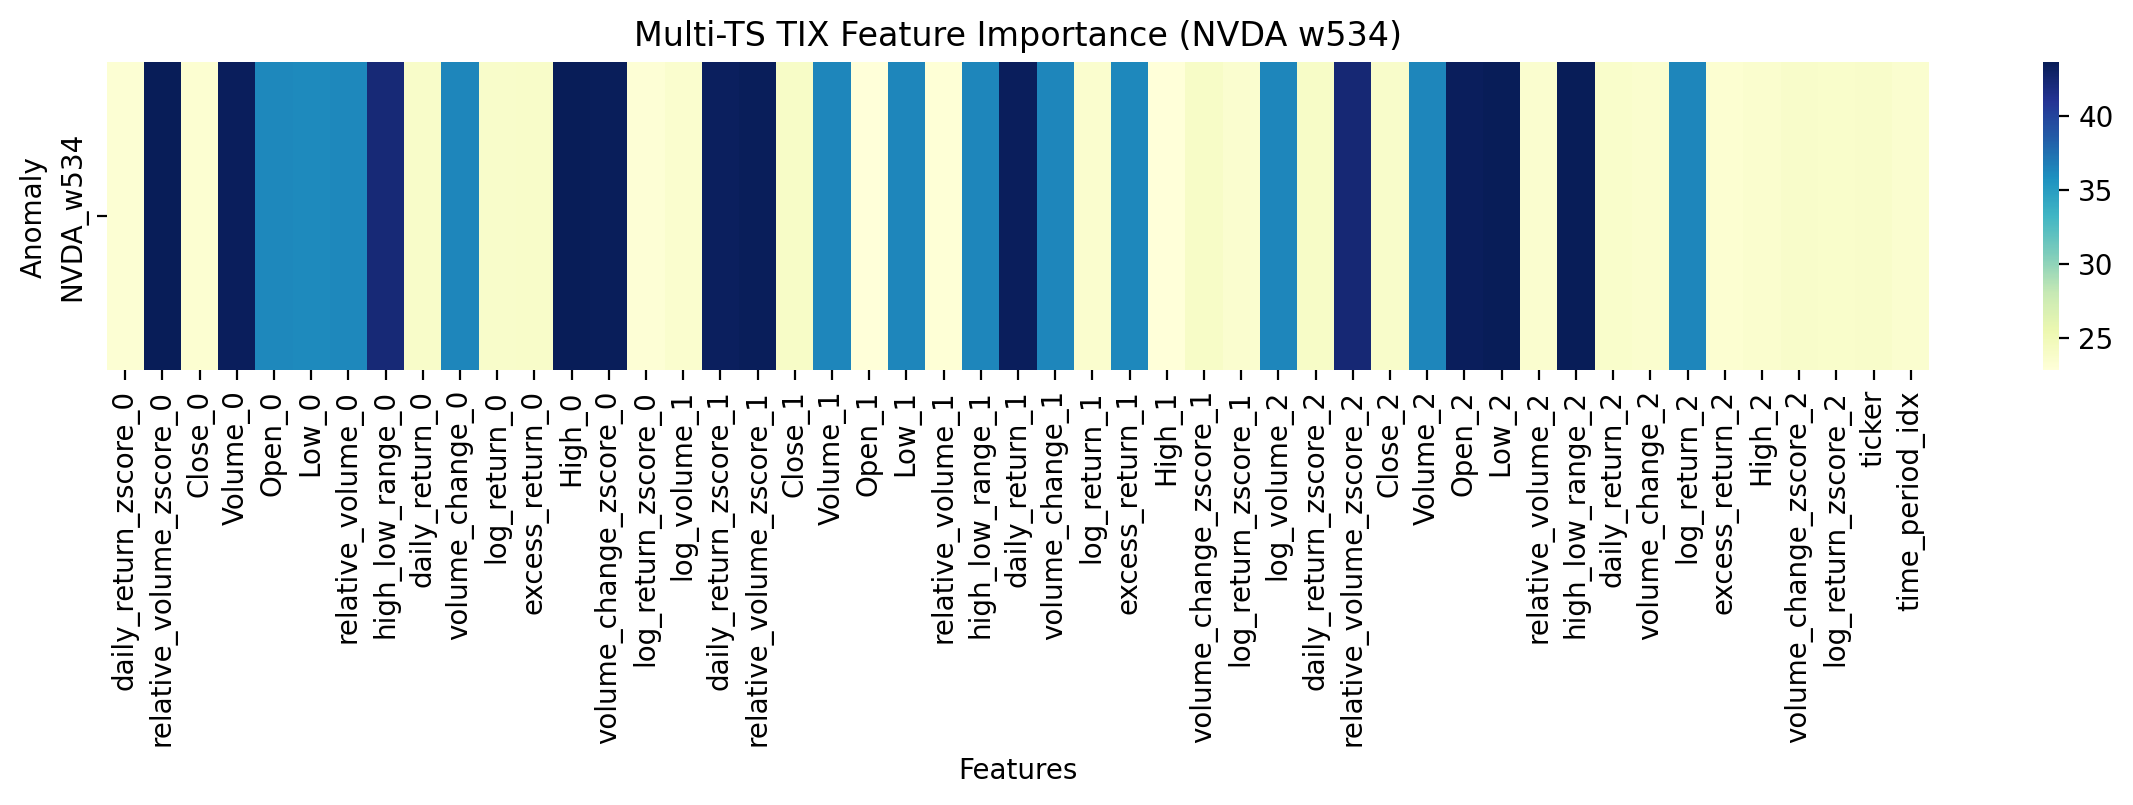 Multi-TS TIX Feature Importance (NVDA w534)
Anomaly
NVDA_w534
daily_return_zscore_0
relative_volume_zscore_0
Close_0
Volume_0
Open_0
Low_0
relative_volume_0
high_low_range_0
daily_return_0
volume_change_0
log_return_0
excess_return_0
High_0
volume_change_zscore_0
log_return_zscore_0
log_volume_1
daily_return_zscore_1
relative_volume_zscore_1
Close_1
Volume_1
Open_1
Low_1
relative_volume_1
high_low_range_1
daily_return_1
volume_change_1
log_return_1
excess_return_1
High_1
volume_change_zscore_1
log_return_zscore_1
log_volume_2
daily_return_zscore_2
relative_volume_zscore_2
Close_2
Volume_2
Open_2
Low_2
relative_volume_2
high_low_range_2
daily_return_2
volume_change_2
log_return_2
excess_return_2
High_2
volume_change_zscore_2
log_return_zscore_2
ticker
time_period_idx
Features
40
35
30
25